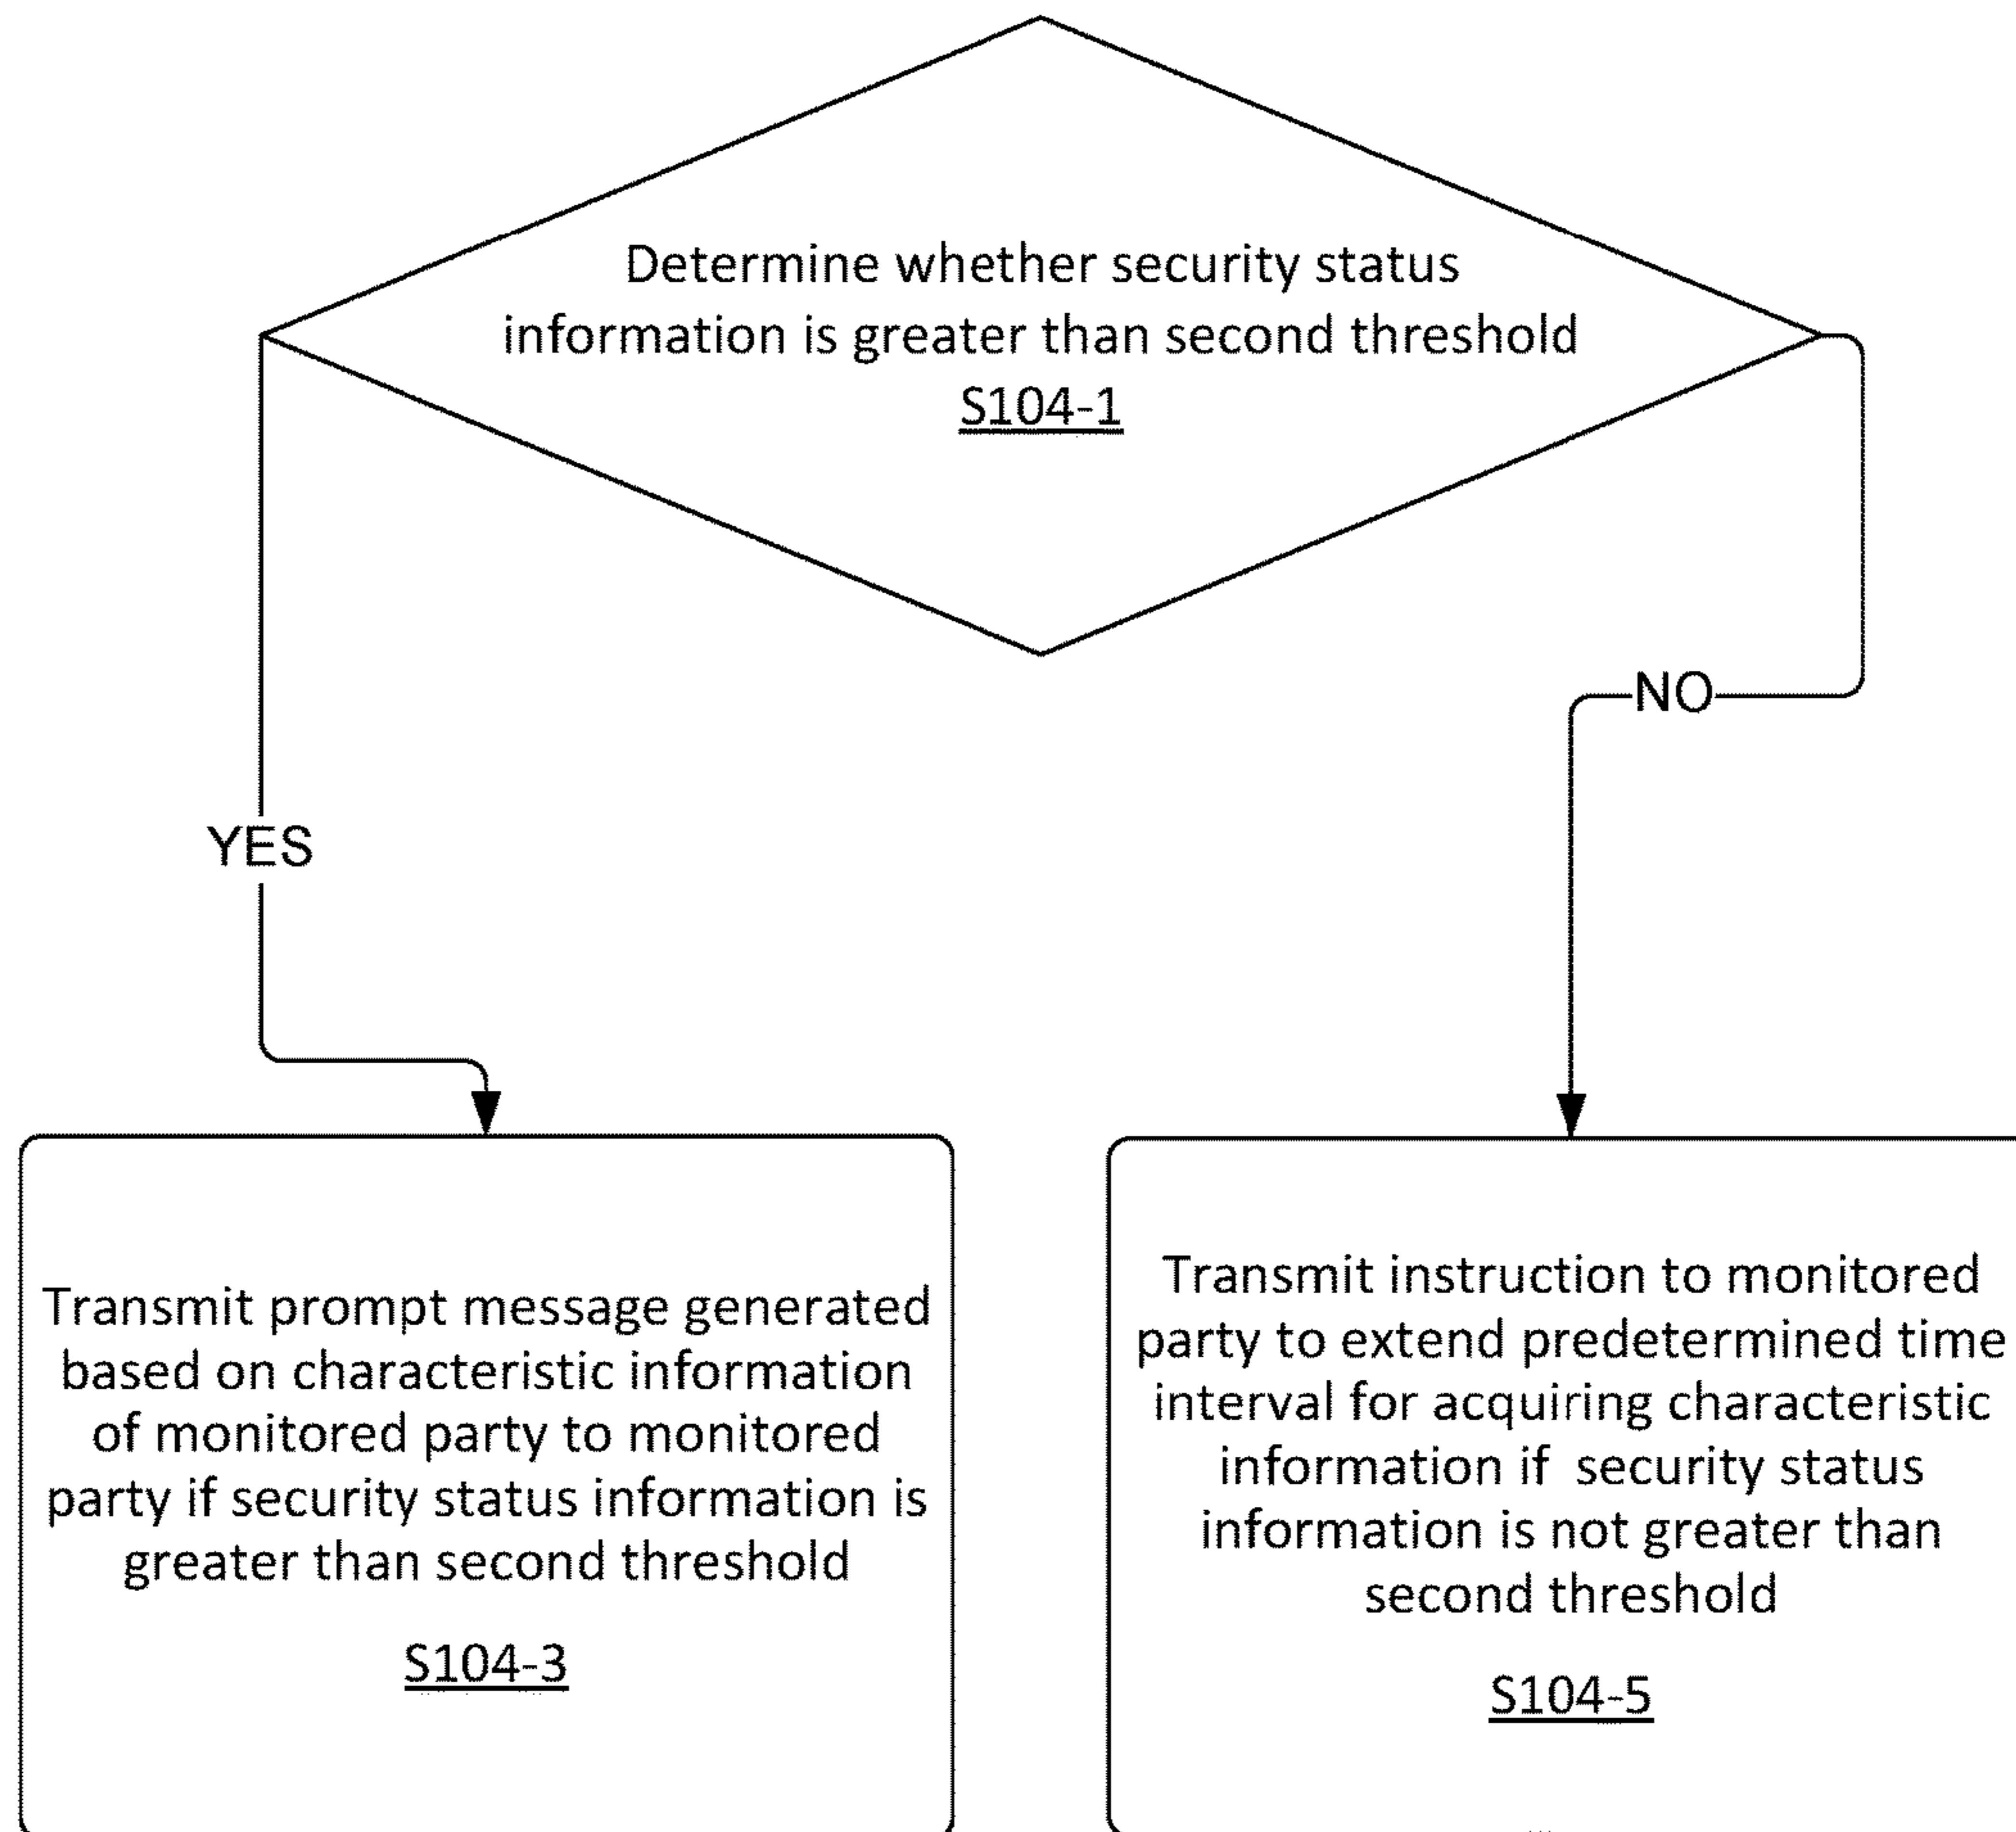 Determine whether security status
information is greater than second threshold
S104-1
NO
YES
Transmit prompt message generated
based on characteristic information
of monitored party to monitored
party if security status information is
greater than second threshold
S104-3
Transmit instruction to monitored
party to extend predetermined time
interval for acquiring characteristic
information if security status
information is not greater than
second threshold
S104-5